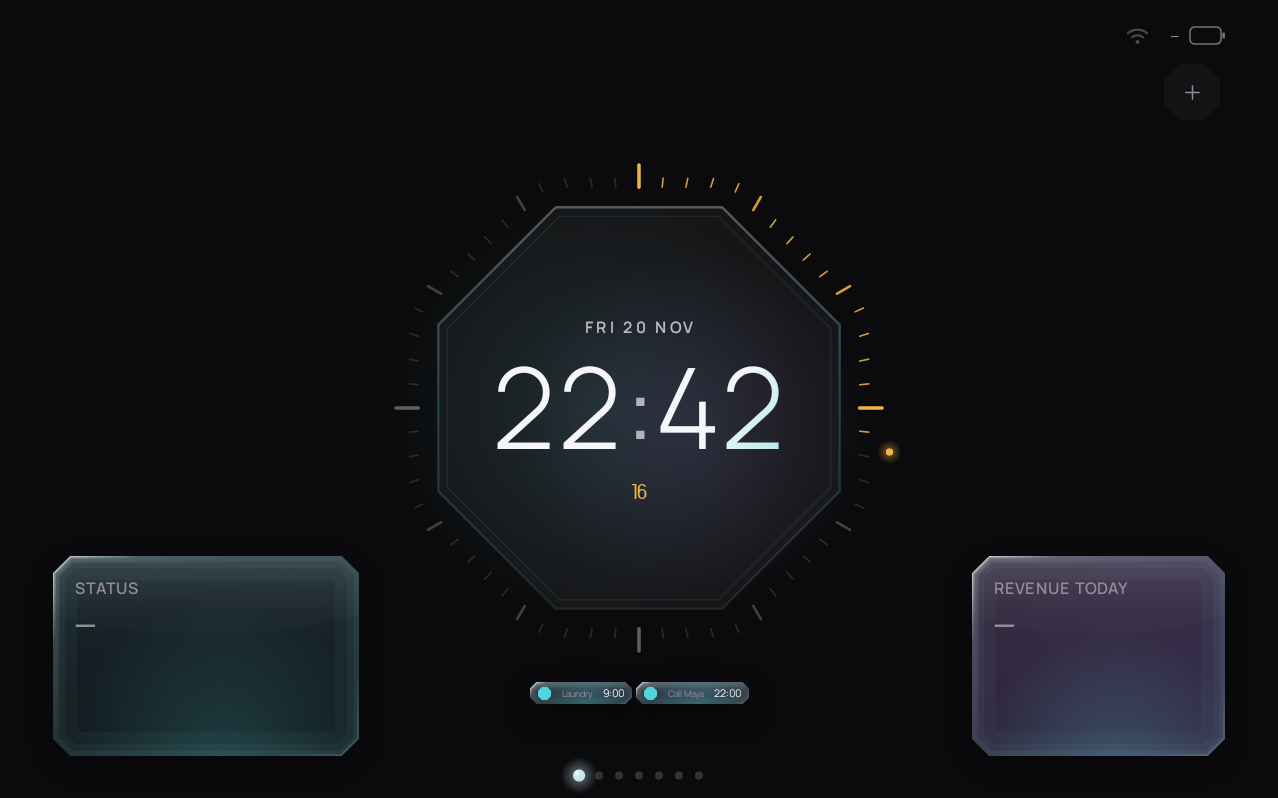 –
+
FRI 20 NOV
22:42
16
STATUS
—
REVENUE TODAY
—
Laundry 9:00
Call Maya 22:00